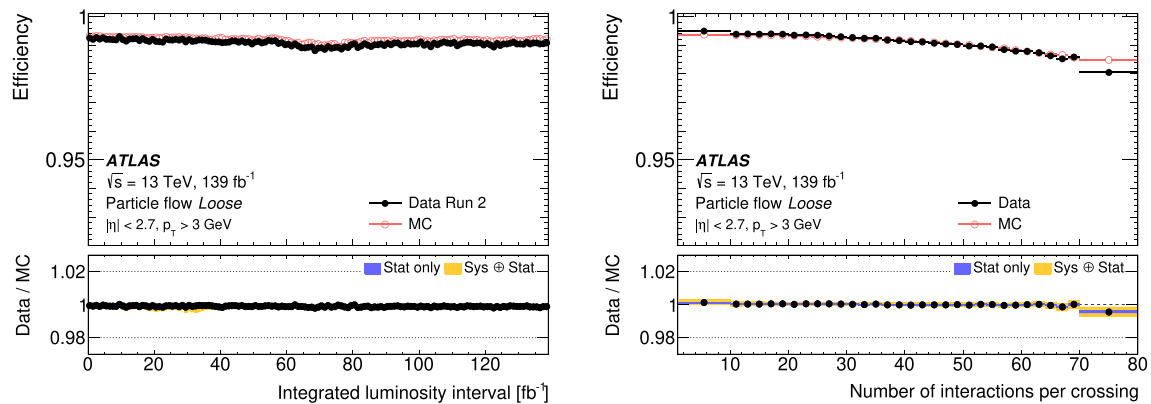 Efficiency
1
0.95
ATLAS
√s = 13 TeV, 139 fb⁻¹
Particle flow Loose
|η| < 2.7, p_T > 3 GeV
Data Run 2
MC
Data / MC
1.02
1
0.98
Stat only
Sys ⊕ Stat
0 20 40 60 80 100 120
Integrated luminosity interval [fb⁻¹]
Efficiency
1
0.95
ATLAS
√s = 13 TeV, 139 fb⁻¹
Particle flow Loose
|η| < 2.7, p_T > 3 GeV
Data
MC
Data / MC
1.02
1
0.98
Stat only
Sys ⊕ Stat
10 20 30 40 50 60 70 80
Number of interactions per crossing